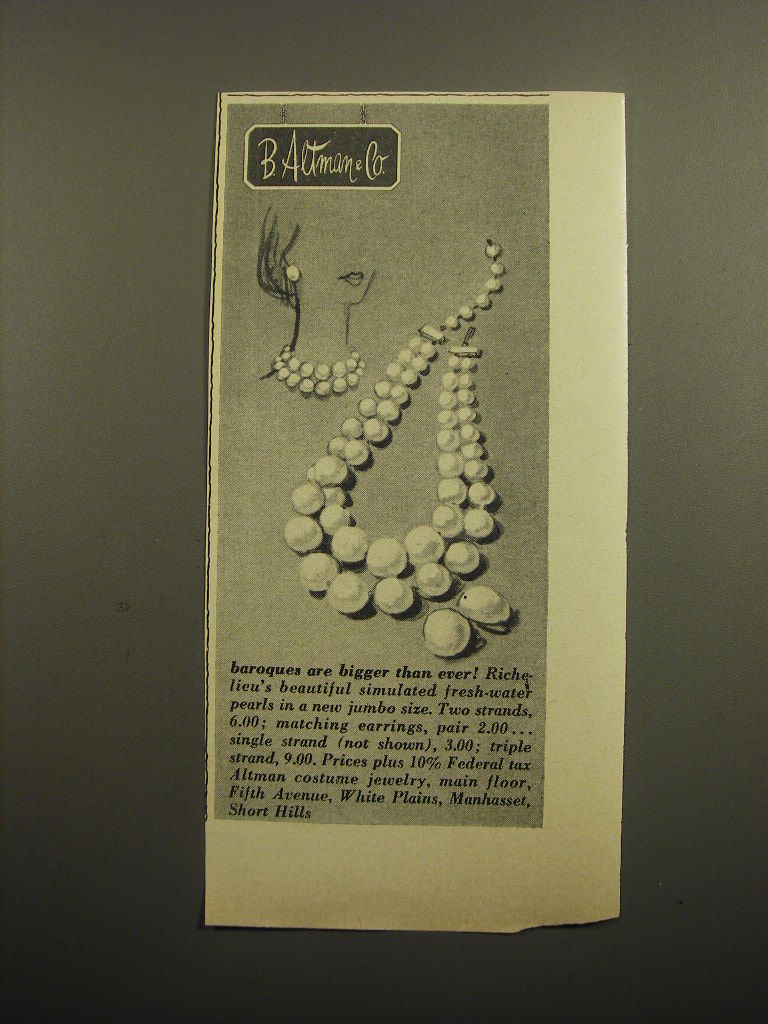 B. Altman & Co.
baroques are bigger than ever! Riche-
lieu's beautiful simulated fresh-water
pearls in a new jumbo size. Two strands,
6.00; matching earrings, pair 2.00...
single strand (not shown), 3.00; triple
strand, 9.00. Prices plus 10% Federal tax
Altman costume jewelry, main floor,
Fifth Avenue, White Plains, Manhasset,
Short Hills